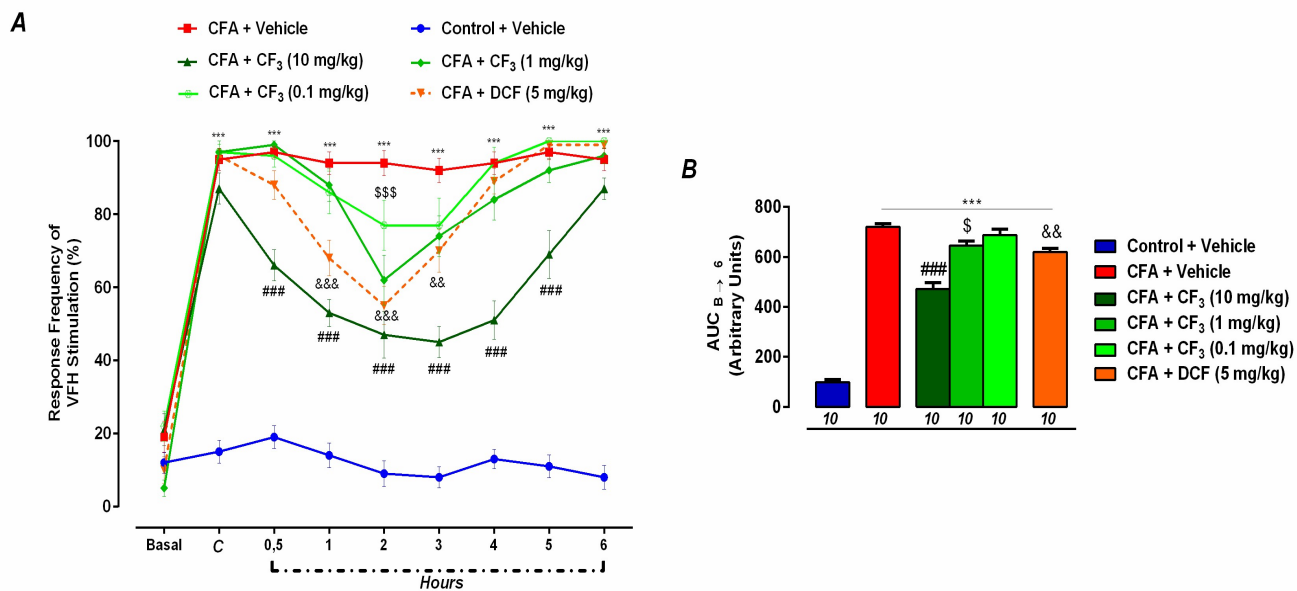 A
CFA + Vehicle
Control + Vehicle
CFA + CF3 (10 mg/kg)
CFA + CF3 (1 mg/kg)
CFA + CF3 (0.1 mg/kg)
CFA + DCF (5 mg/kg)
Response Frequency of
VFH Stimulation (%)
100
80
60
40
20
0
*** *** *** *** *** *** *** ***
$$$
&&&
&&
###
###
&&&
###
###
###
###
Basal C 0,5 1 2 3 4 5 6
Hours
B
AUC B → 6
(Arbitrary Units)
800
600
400
200
0
***
###
$
&&
10 10 10 10 10 10
Control + Vehicle
CFA + Vehicle
CFA + CF3 (10 mg/kg)
CFA + CF3 (1 mg/kg)
CFA + CF3 (0.1 mg/kg)
CFA + DCF (5 mg/kg)